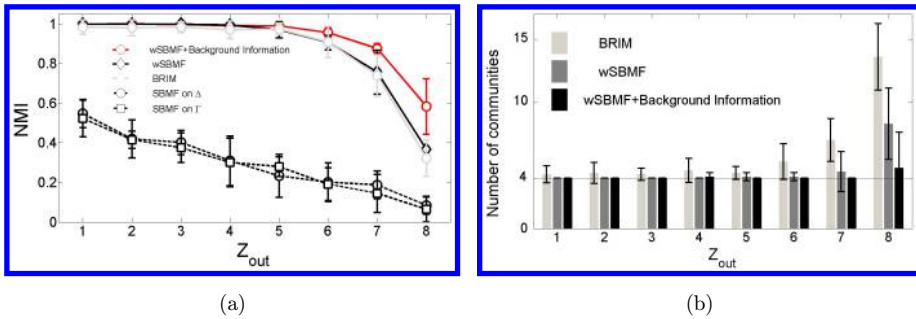 NMI
1
0.8
0.6
0.4
0.2
0
wSBMF+Background Information
wSBMF
BRIM
SBMF on Δ
SBMF on Γ
1 2 3 4 5 6 7 8
Z_out
(a)
Number of communities
15
10
4
0
BRIM
wSBMF
wSBMF+Background Information
1 2 3 4 5 6 7 8
Z_out
(b)